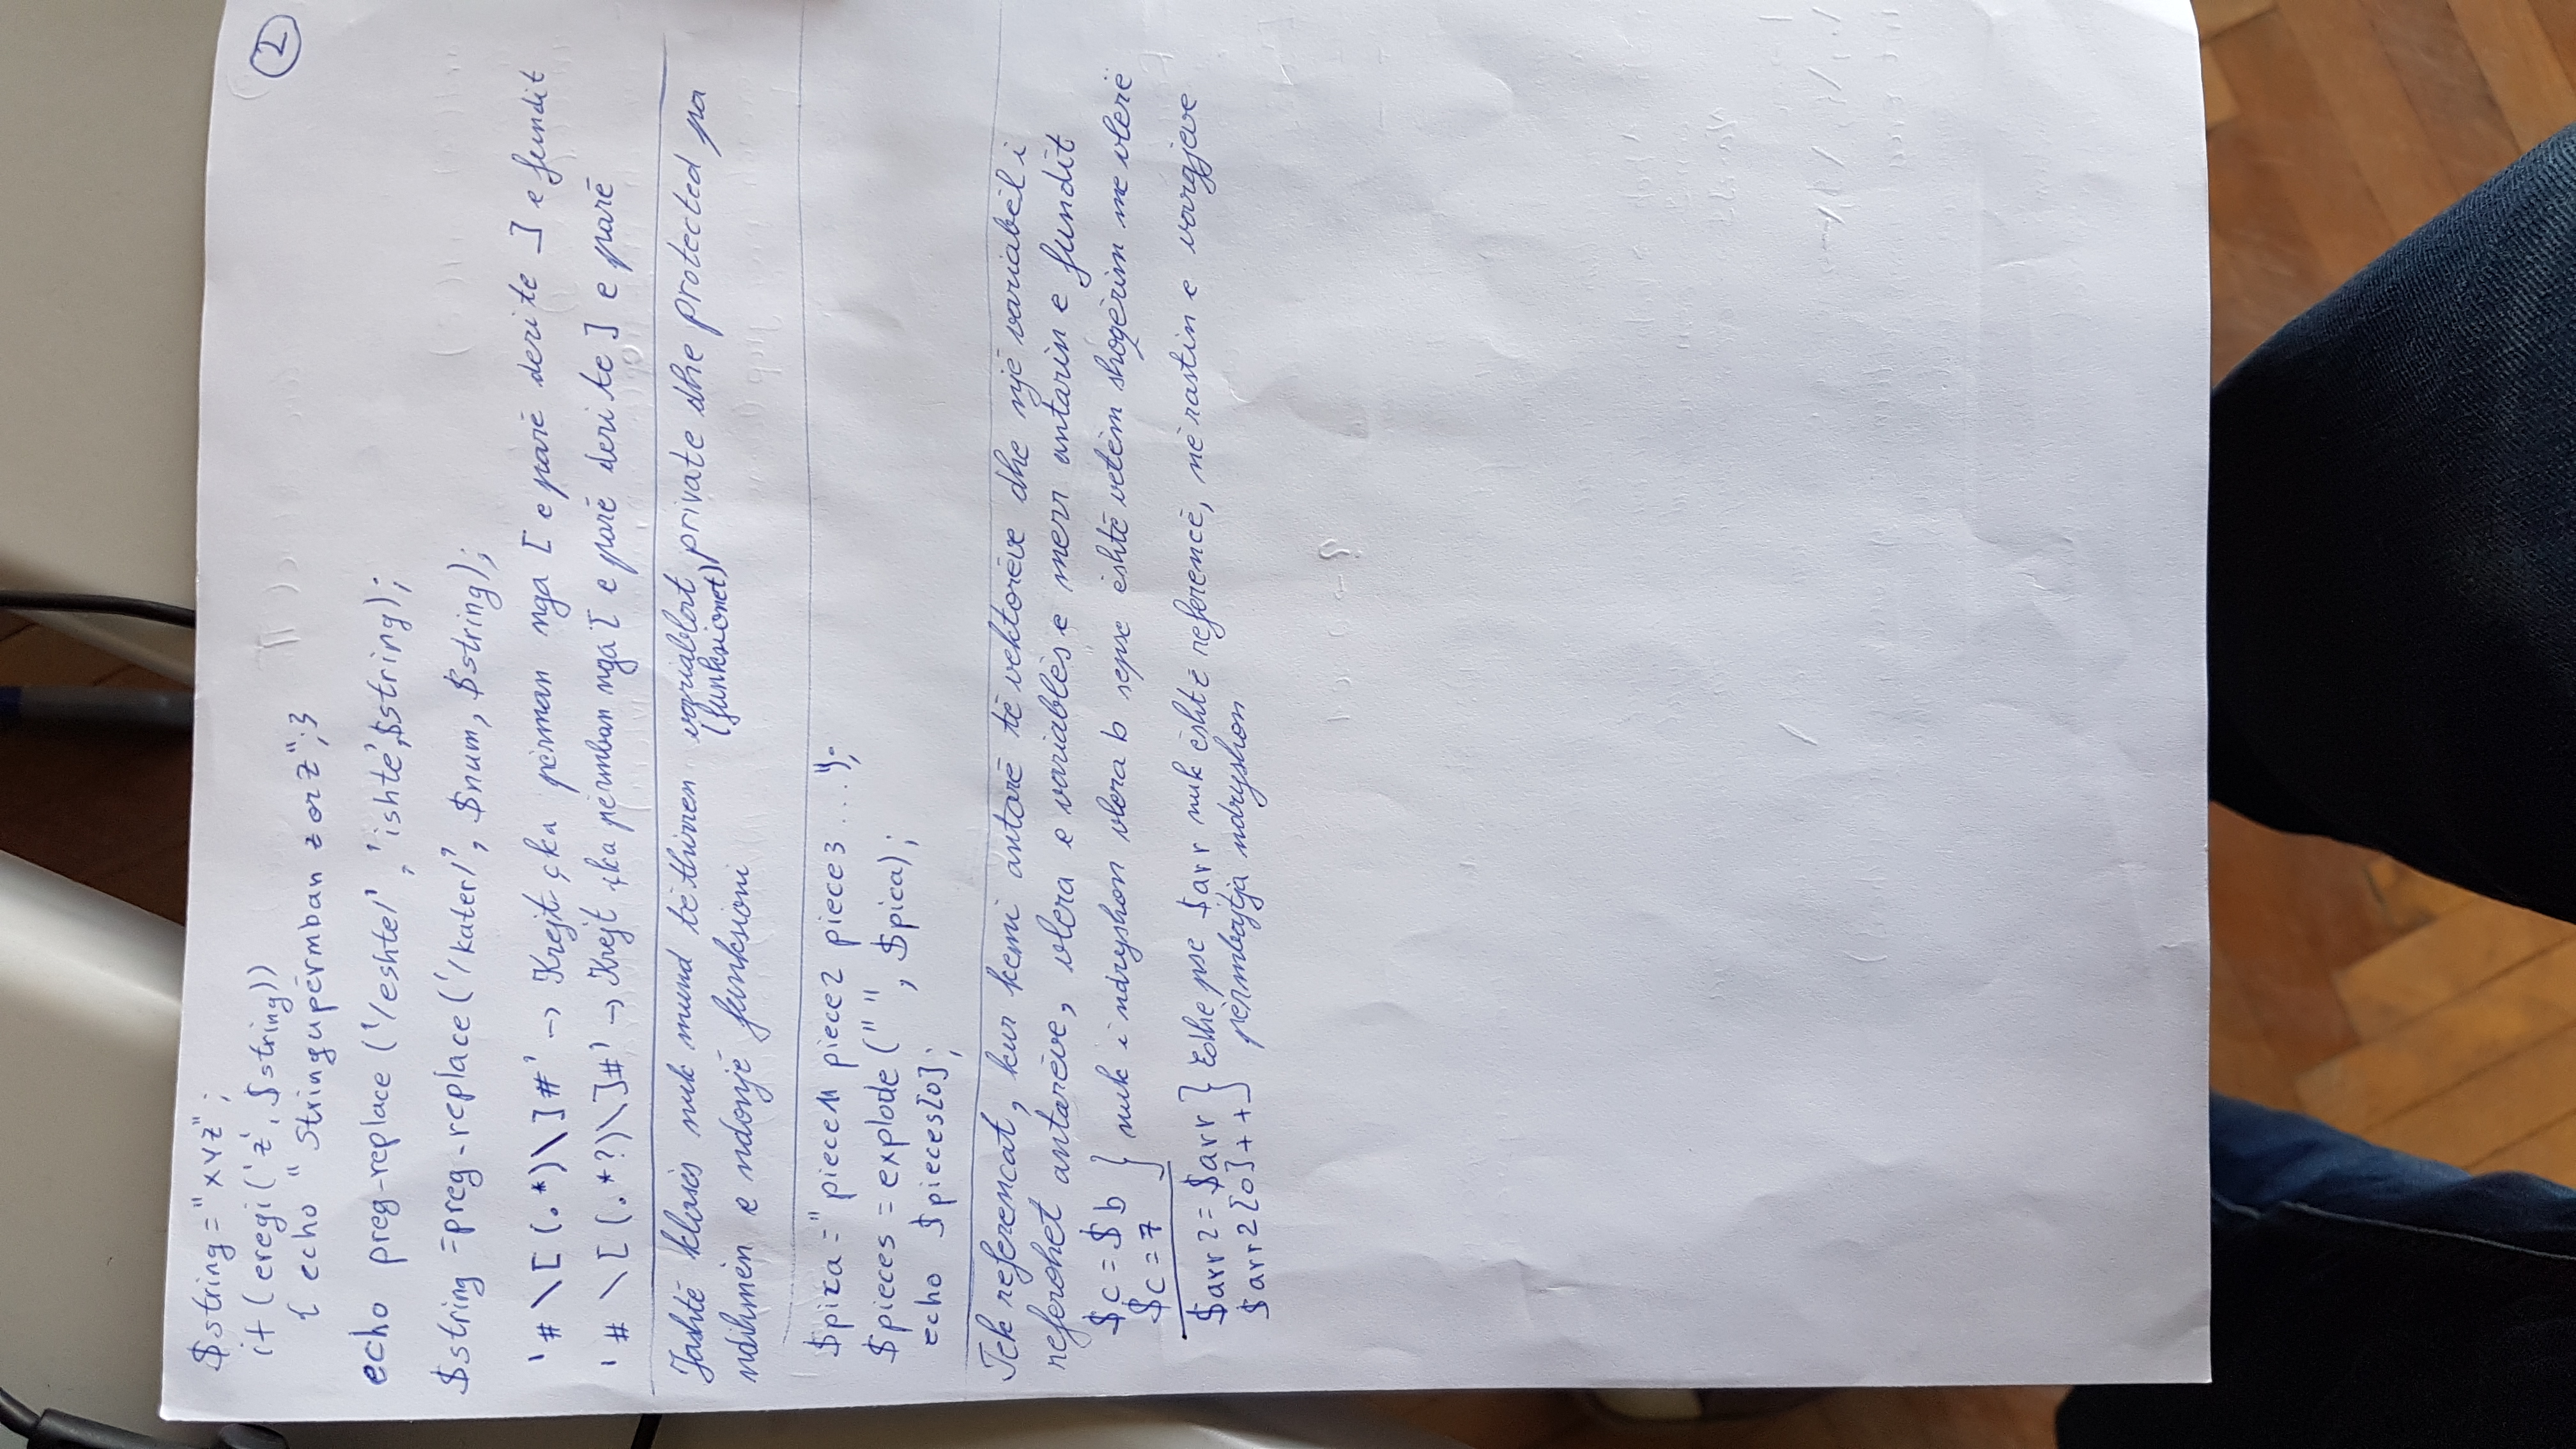 2
$string="xyz";
if(eregi('z', $string))
{ echo "Stringu përmban z or Z";}
echo preg-replace('/eshte/', 'ishte',$string);
$string=preg-replace('/kater/', $num, $string);
'#\[(.*)\]#' -> Krejt çka përman nga [ e parë deri te ] e fundit
'#\[(.*?)\]#' -> Krejt çka përmban nga [ e parë deri te ] e parë
Jashtë klasës nuk mund të thirren variablat private dhe protected pa
(funksionet)
ndihmën e ndonjë funksioni
$pica="piece1 piece2 piece3 ...";
$pieces = explode(" ", $pica);
echo $pieces[0];
Tek referencat, kur kemi antarë të vektorëve dhe një variabël i
referohet antarëve, vlera e variablës e merr antarin e fundit
$c=$b } nuk i ndryshon vlera b sepse është vetëm shoqërim me vlerë
$c=7
$arr2=$arr } Edhe pse $arr nuk është referencë, në rastin e vargjeve
$arr2[0]++ përmbajtja ndryshon